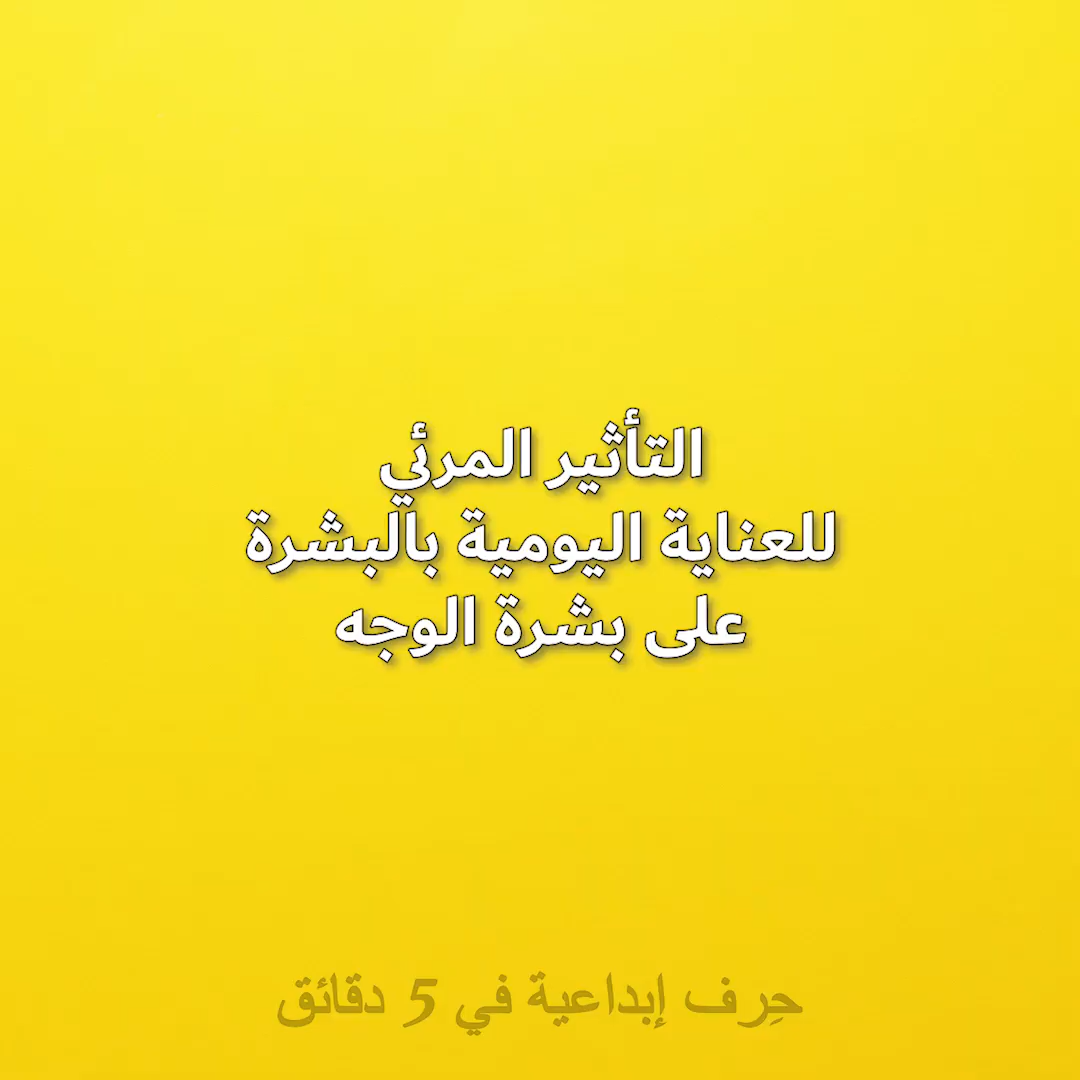 التأثير المرئي
للعناية اليومية بالبشرة
على بشرة الوجه
حِرف إبداعية في 5 دقائق